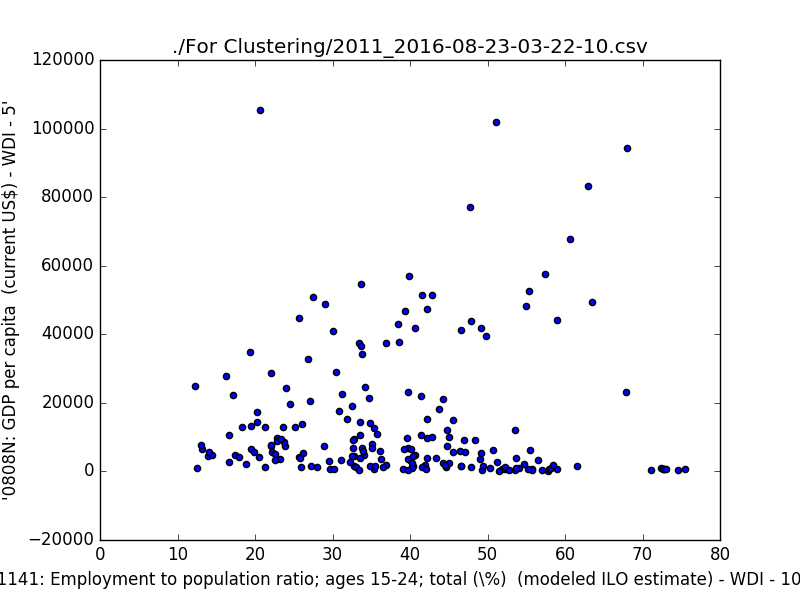 ./For Clustering/2011_2016-08-23-03-22-10.csv
'0808N: GDP per capita (current US$) - WDI - 5'
120000
100000
80000
60000
40000
20000
0
−20000
0 10 20 30 40 50 60 70 80
1141: Employment to population ratio; ages 15-24; total (\%) (modeled ILO estimate) - WDI - 10